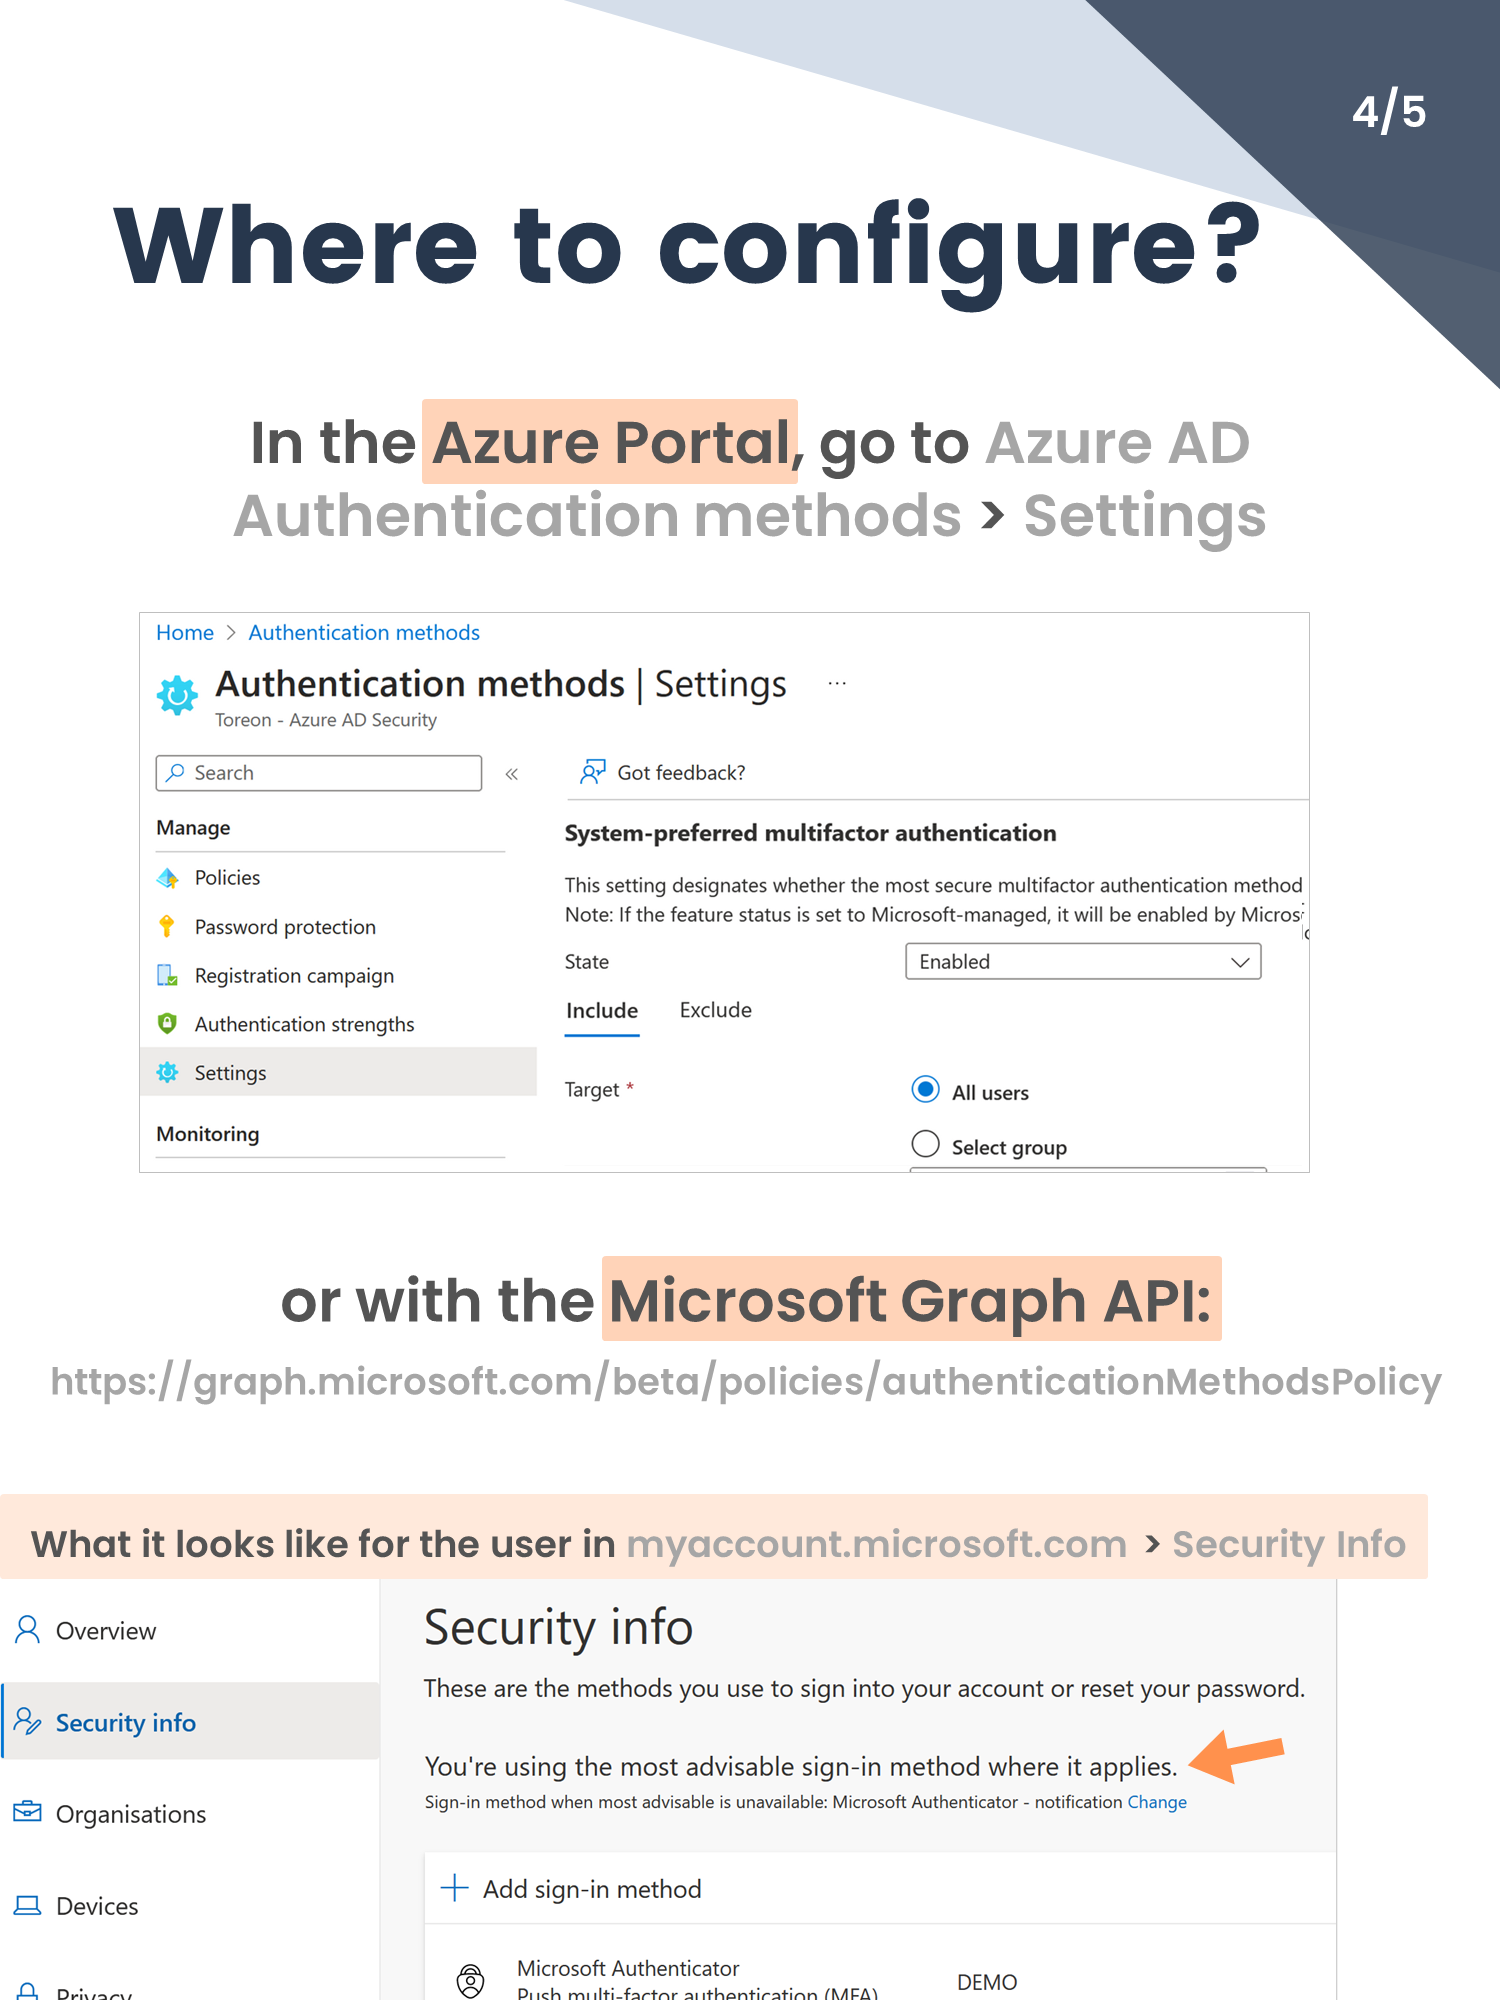 4/5
Where to configure?
In the Azure Portal, go to Azure AD
Authentication methods > Settings
Home > Authentication methods
Authentication methods | Settings ...
Toreon - Azure AD Security
Search «
Got feedback?
Manage
Policies
Password protection
Registration campaign
Authentication strengths
Settings
Monitoring
System-preferred multifactor authentication
This setting designates whether the most secure multifactor authentication method
Note: If the feature status is set to Microsoft-managed, it will be enabled by Micros
State Enabled
Include Exclude
Target * All users
Select group
or with the Microsoft Graph API:
https://graph.microsoft.com/beta/policies/authenticationMethodsPolicy
What it looks like for the user in myaccount.microsoft.com > Security Info
Overview
Security info
Organisations
Devices
Privacy
Security info
These are the methods you use to sign into your account or reset your password.
You're using the most advisable sign-in method where it applies.
Sign-in method when most advisable is unavailable: Microsoft Authenticator - notification Change
+ Add sign-in method
Microsoft Authenticator
Push multi-factor authentication (MFA)
DEMO